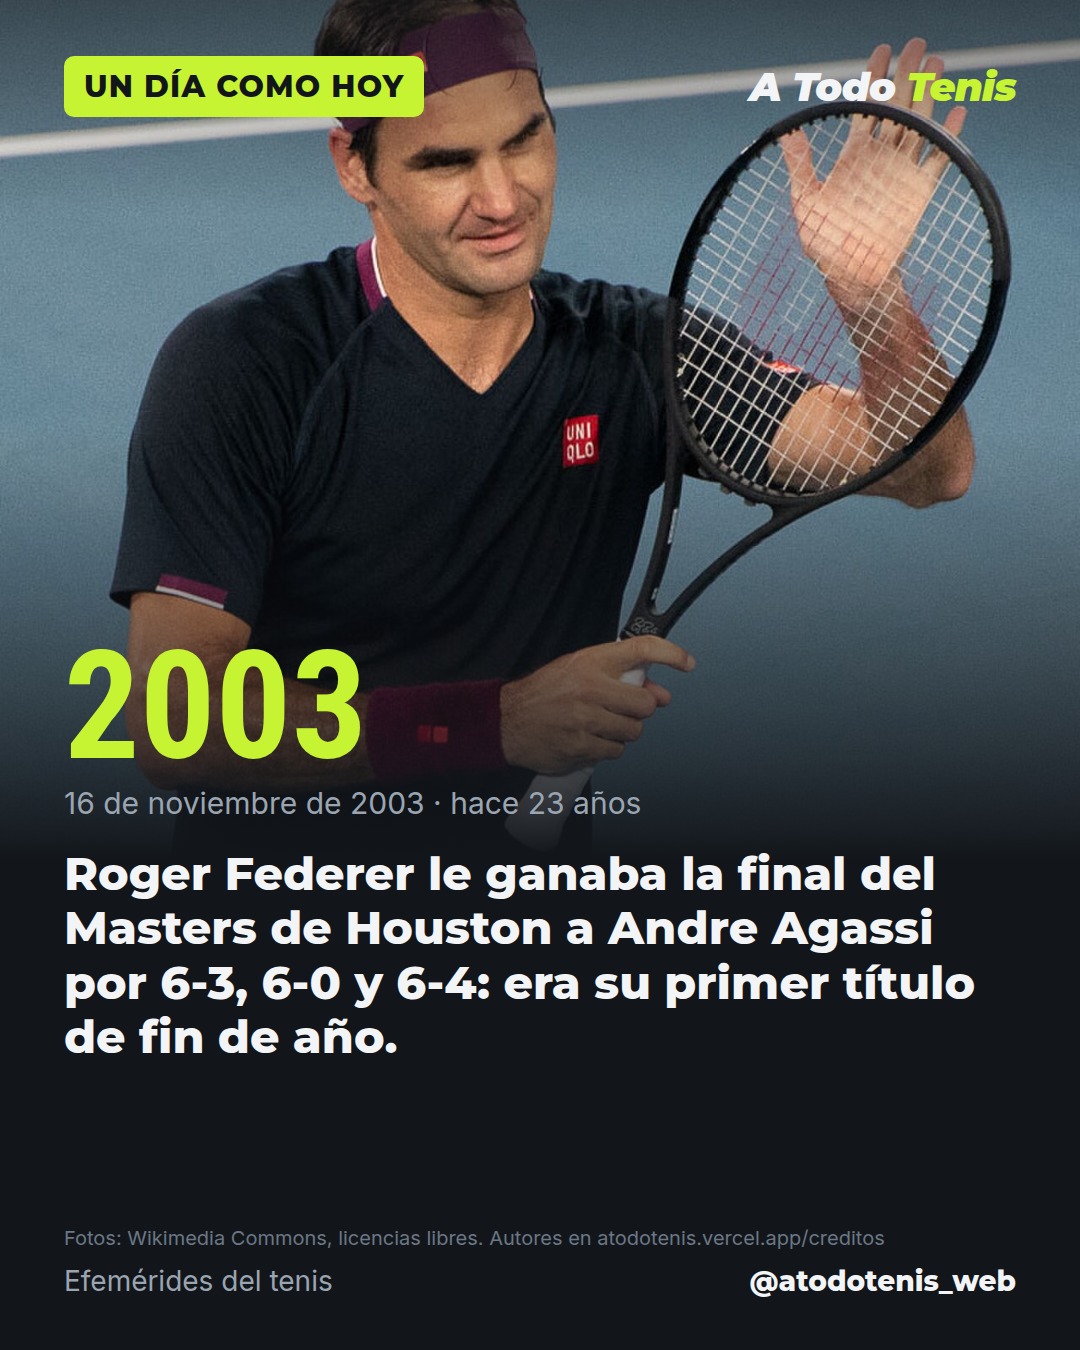 UN DÍA COMO HOY
A Todo Tenis
UNI
QLO
2003
16 de noviembre de 2003 · hace 23 años
Roger Federer le ganaba la final del
Masters de Houston a Andre Agassi
por 6-3, 6-0 y 6-4: era su primer título
de fin de año.
Fotos: Wikimedia Commons, licencias libres. Autores en atodotenis.vercel.app/creditos
Efemérides del tenis
@atodotenis_web